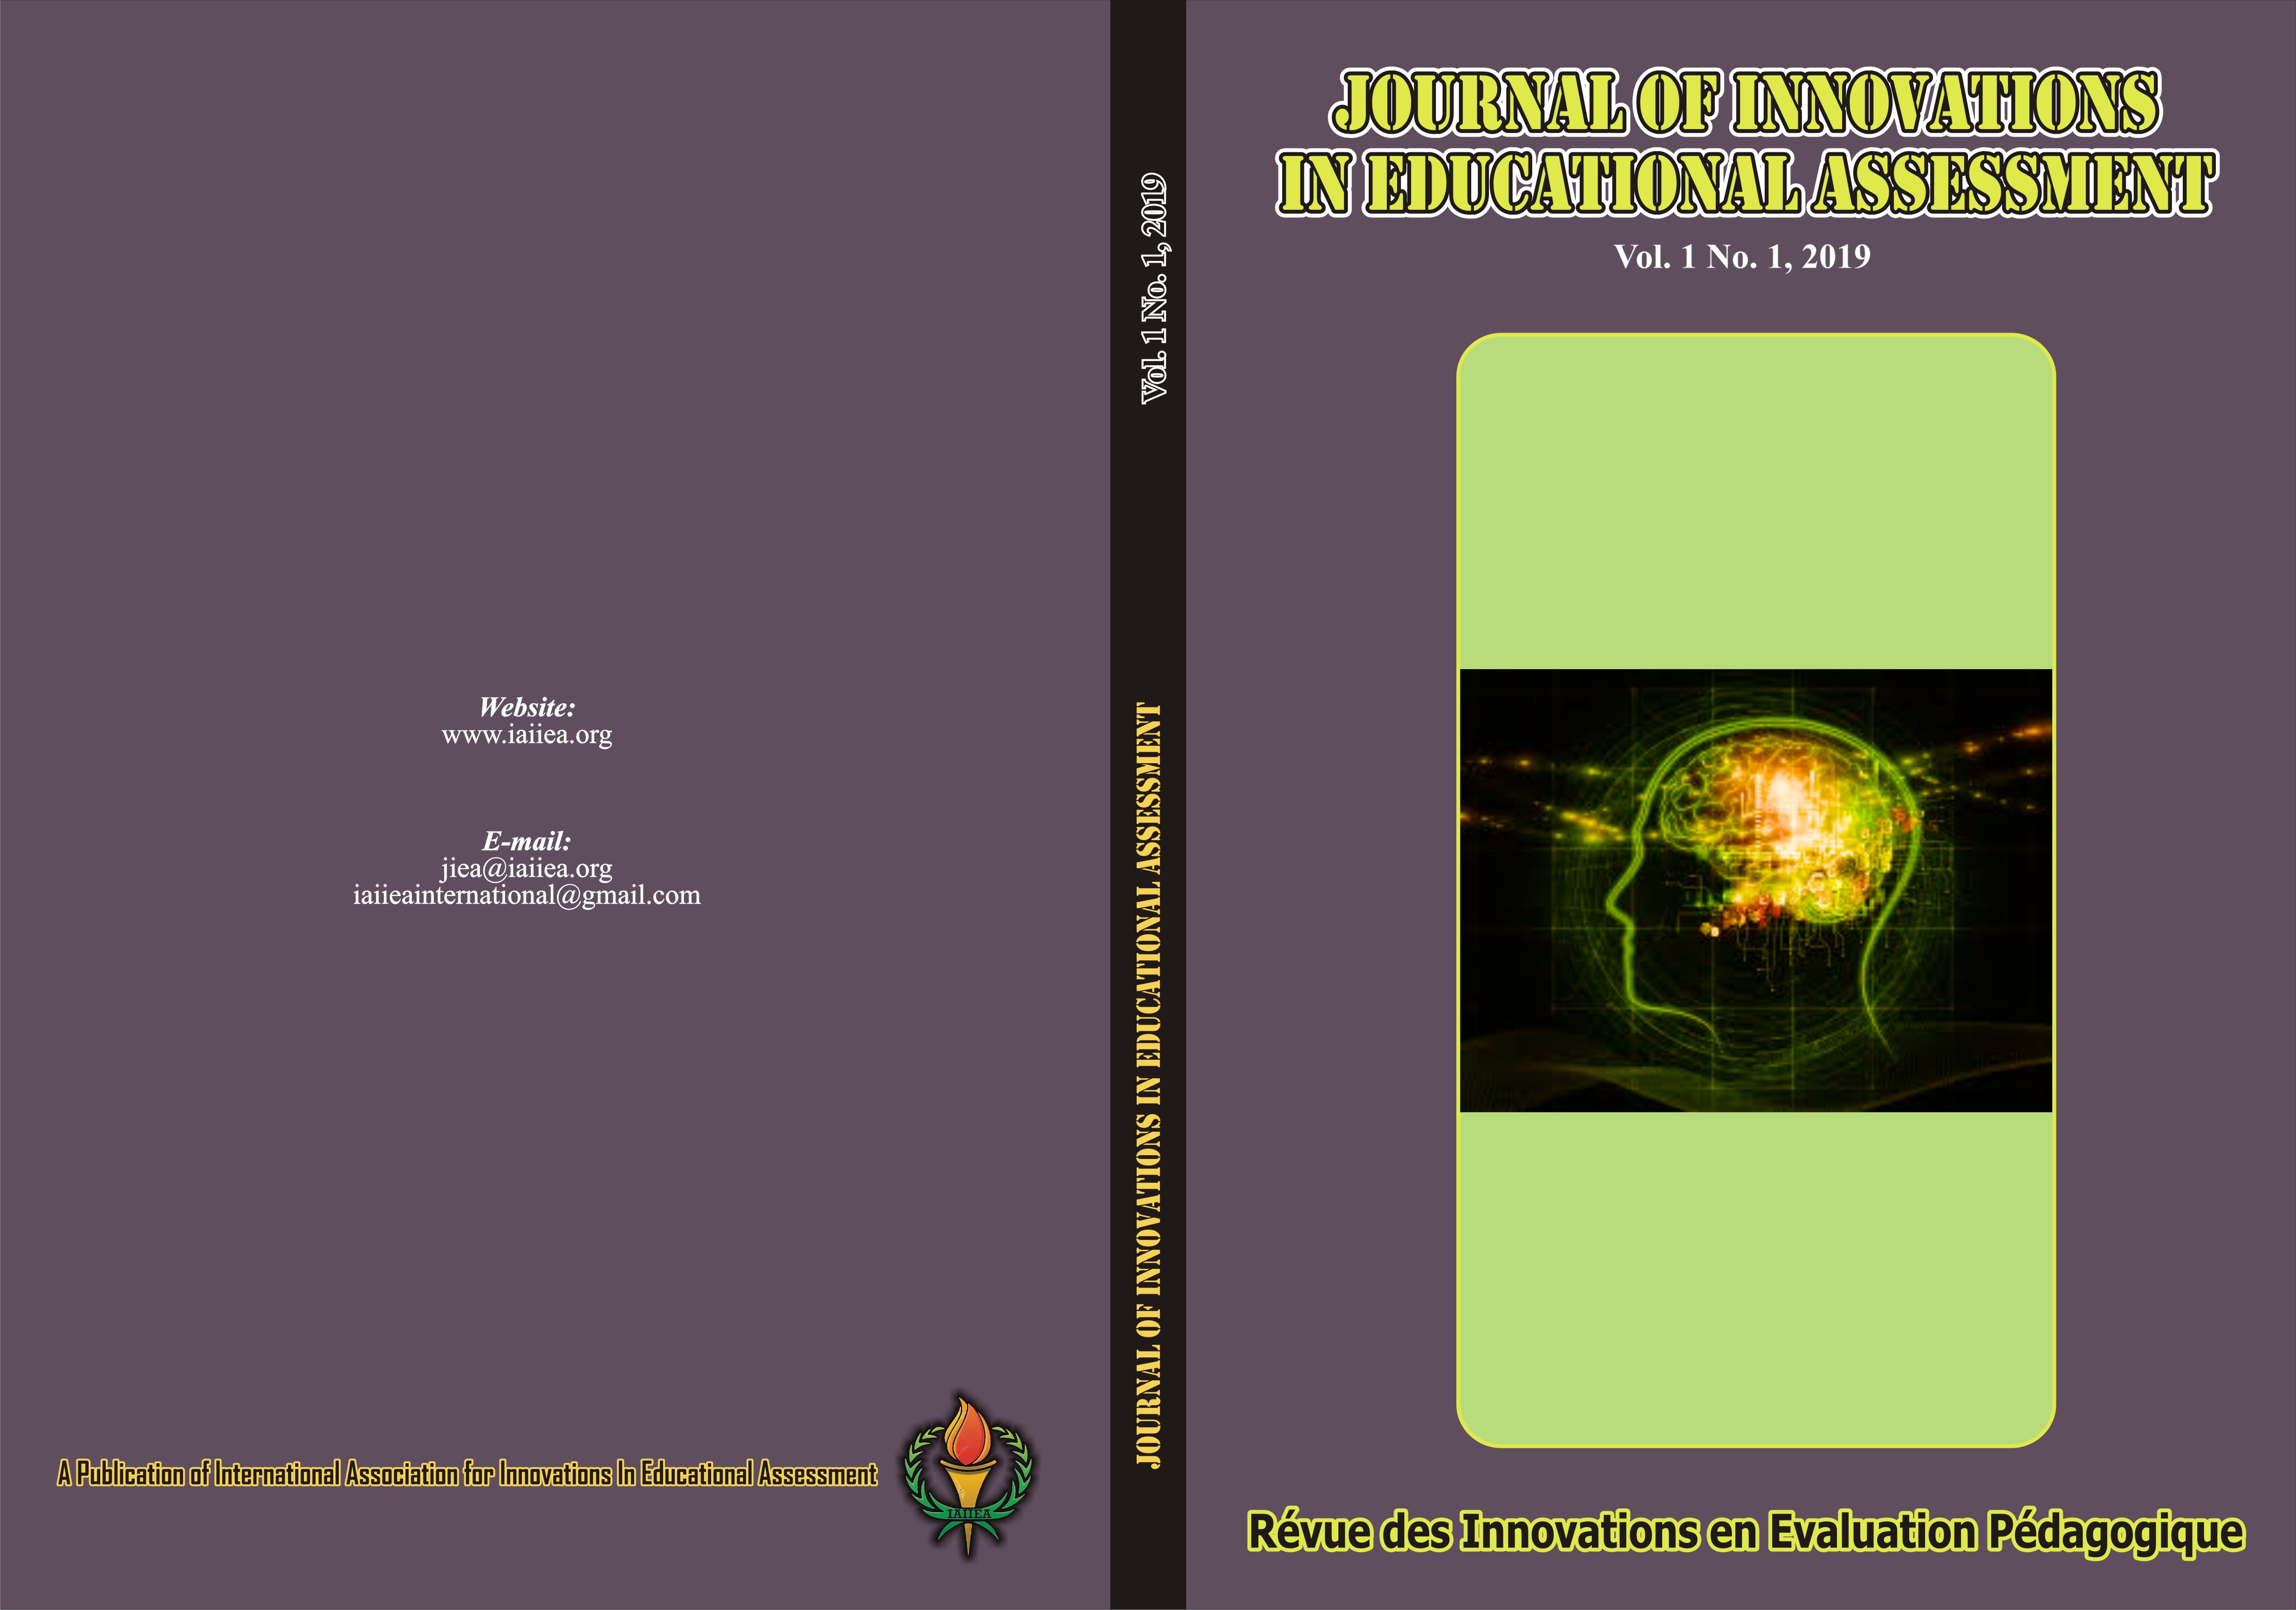 JOURNAL OF INNOVATIONS
IN EDUCATIONAL ASSESSMENT
Vol. 1 No. 1, 2019
Révue des Innovations en Evaluation Pédagogique
Vol. 1 No. 1, 2019
JOURNAL OF INNOVATIONS IN EDUCATIONAL ASSESSMENT
Website:
www.iaiiea.org
E-mail:
jiea@iaiiea.org
iaiieainternational@gmail.com
A Publication of International Association for Innovations In Educational Assessment
IAIIEA